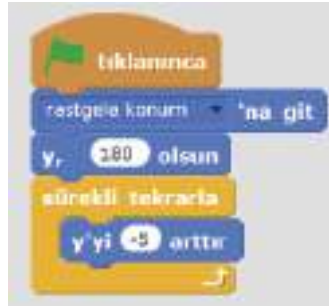 tıklanınca
rastgele konum 'na git
y, 180 olsun
sürekli tekrarla
y'yi -5 arttır